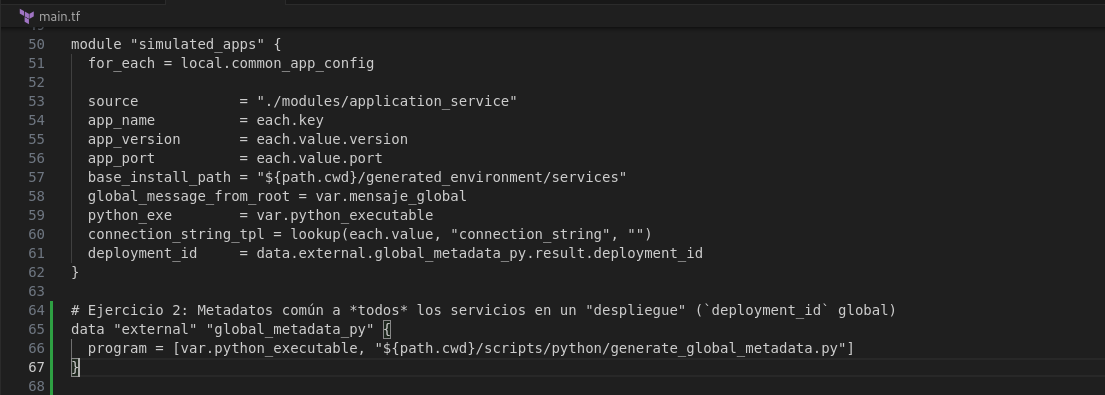 main.tf
50 module "simulated_apps" {
51   for_each = local.common_app_config
52
53   source            = "./modules/application_service"
54   app_name          = each.key
55   app_version       = each.value.version
56   app_port          = each.value.port
57   base_install_path = "${path.cwd}/generated_environment/services"
58   global_message_from_root = var.mensaje_global
59   python_exe        = var.python_executable
60   connection_string_tpl = lookup(each.value, "connection_string", "")
61   deployment_id     = data.external.global_metadata_py.result.deployment_id
62 }
63
64 # Ejercicio 2: Metadatos común a *todos* los servicios en un "despliegue" (`deployment_id` global)
65 data "external" "global_metadata_py" {
66   program = [var.python_executable, "${path.cwd}/scripts/python/generate_global_metadata.py"]
67 }
68